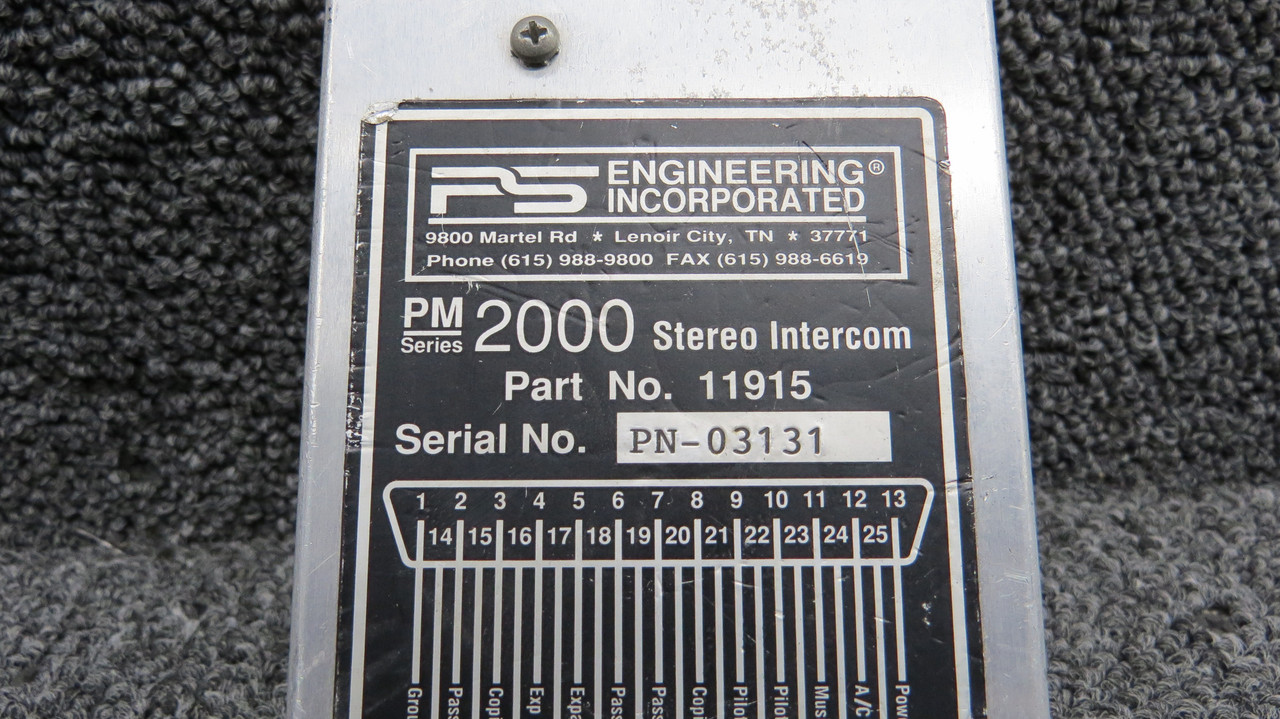 PS ENGINEERING®
INCORPORATED
9800 Martel Rd * Lenoir City, TN * 37771
Phone (615) 988-9800 FAX (615) 988-6619
PM Series 2000 Stereo Intercom
Part No. 11915
Serial No. PN-03131
1 2 3 4 5 6 7 8 9 10 11 12 13
14 15 16 17 18 19 20 21 22 23 24 25
Exp
A/C